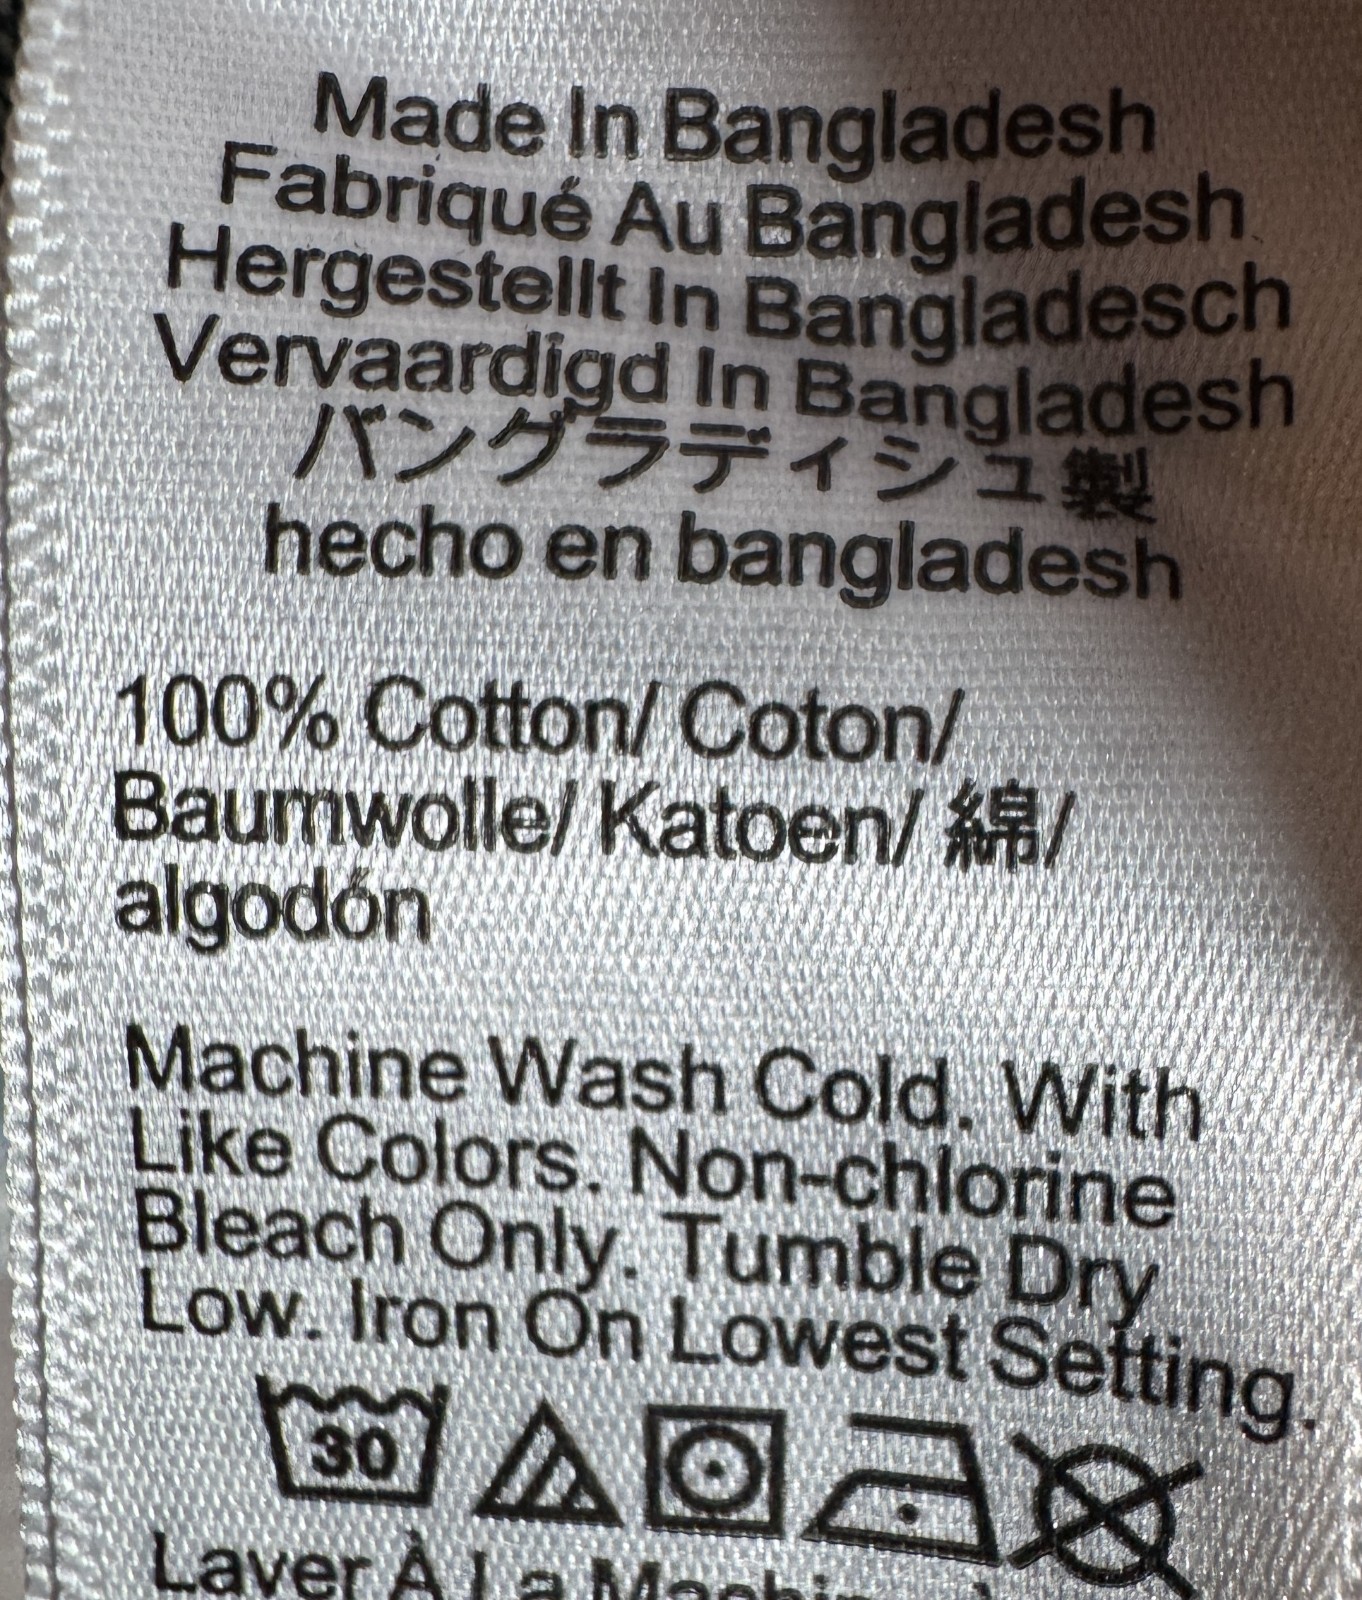 Made In Bangladesh
Fabriqué Au Bangladesh
Hergestellt In Bangladesch
Vervaardigd In Bangladesh
バングラディシュ製
hecho en bangladesh
100% Cotton/ Coton/
Baumwolle/ Katoen/ 綿/
algodón
Machine Wash Cold. With
Like Colors. Non-chlorine
Bleach Only. Tumble Dry
Low. Iron On Lowest Setting.
30
Laver À La